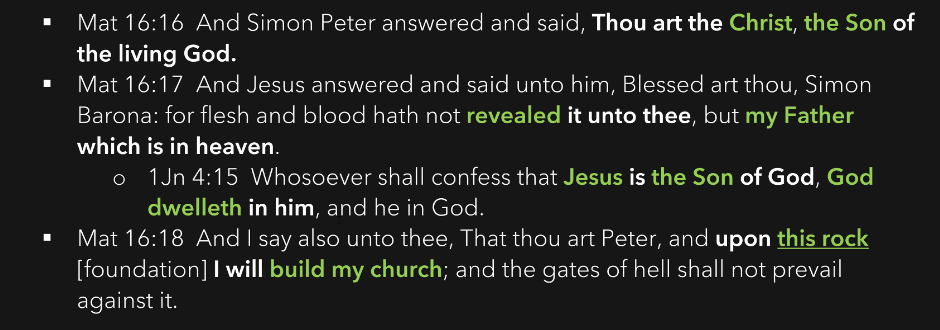 ▪ Mat 16:16 And Simon Peter answered and said, Thou art the Christ, the Son of
the living God.
▪ Mat 16:17 And Jesus answered and said unto him, Blessed art thou, Simon
Barona: for flesh and blood hath not revealed it unto thee, but my Father
which is in heaven.
o 1Jn 4:15 Whosoever shall confess that Jesus is the Son of God, God
dwelleth in him, and he in God.
▪ Mat 16:18 And I say also unto thee, That thou art Peter, and upon this rock
[foundation] I will build my church; and the gates of hell shall not prevail
against it.